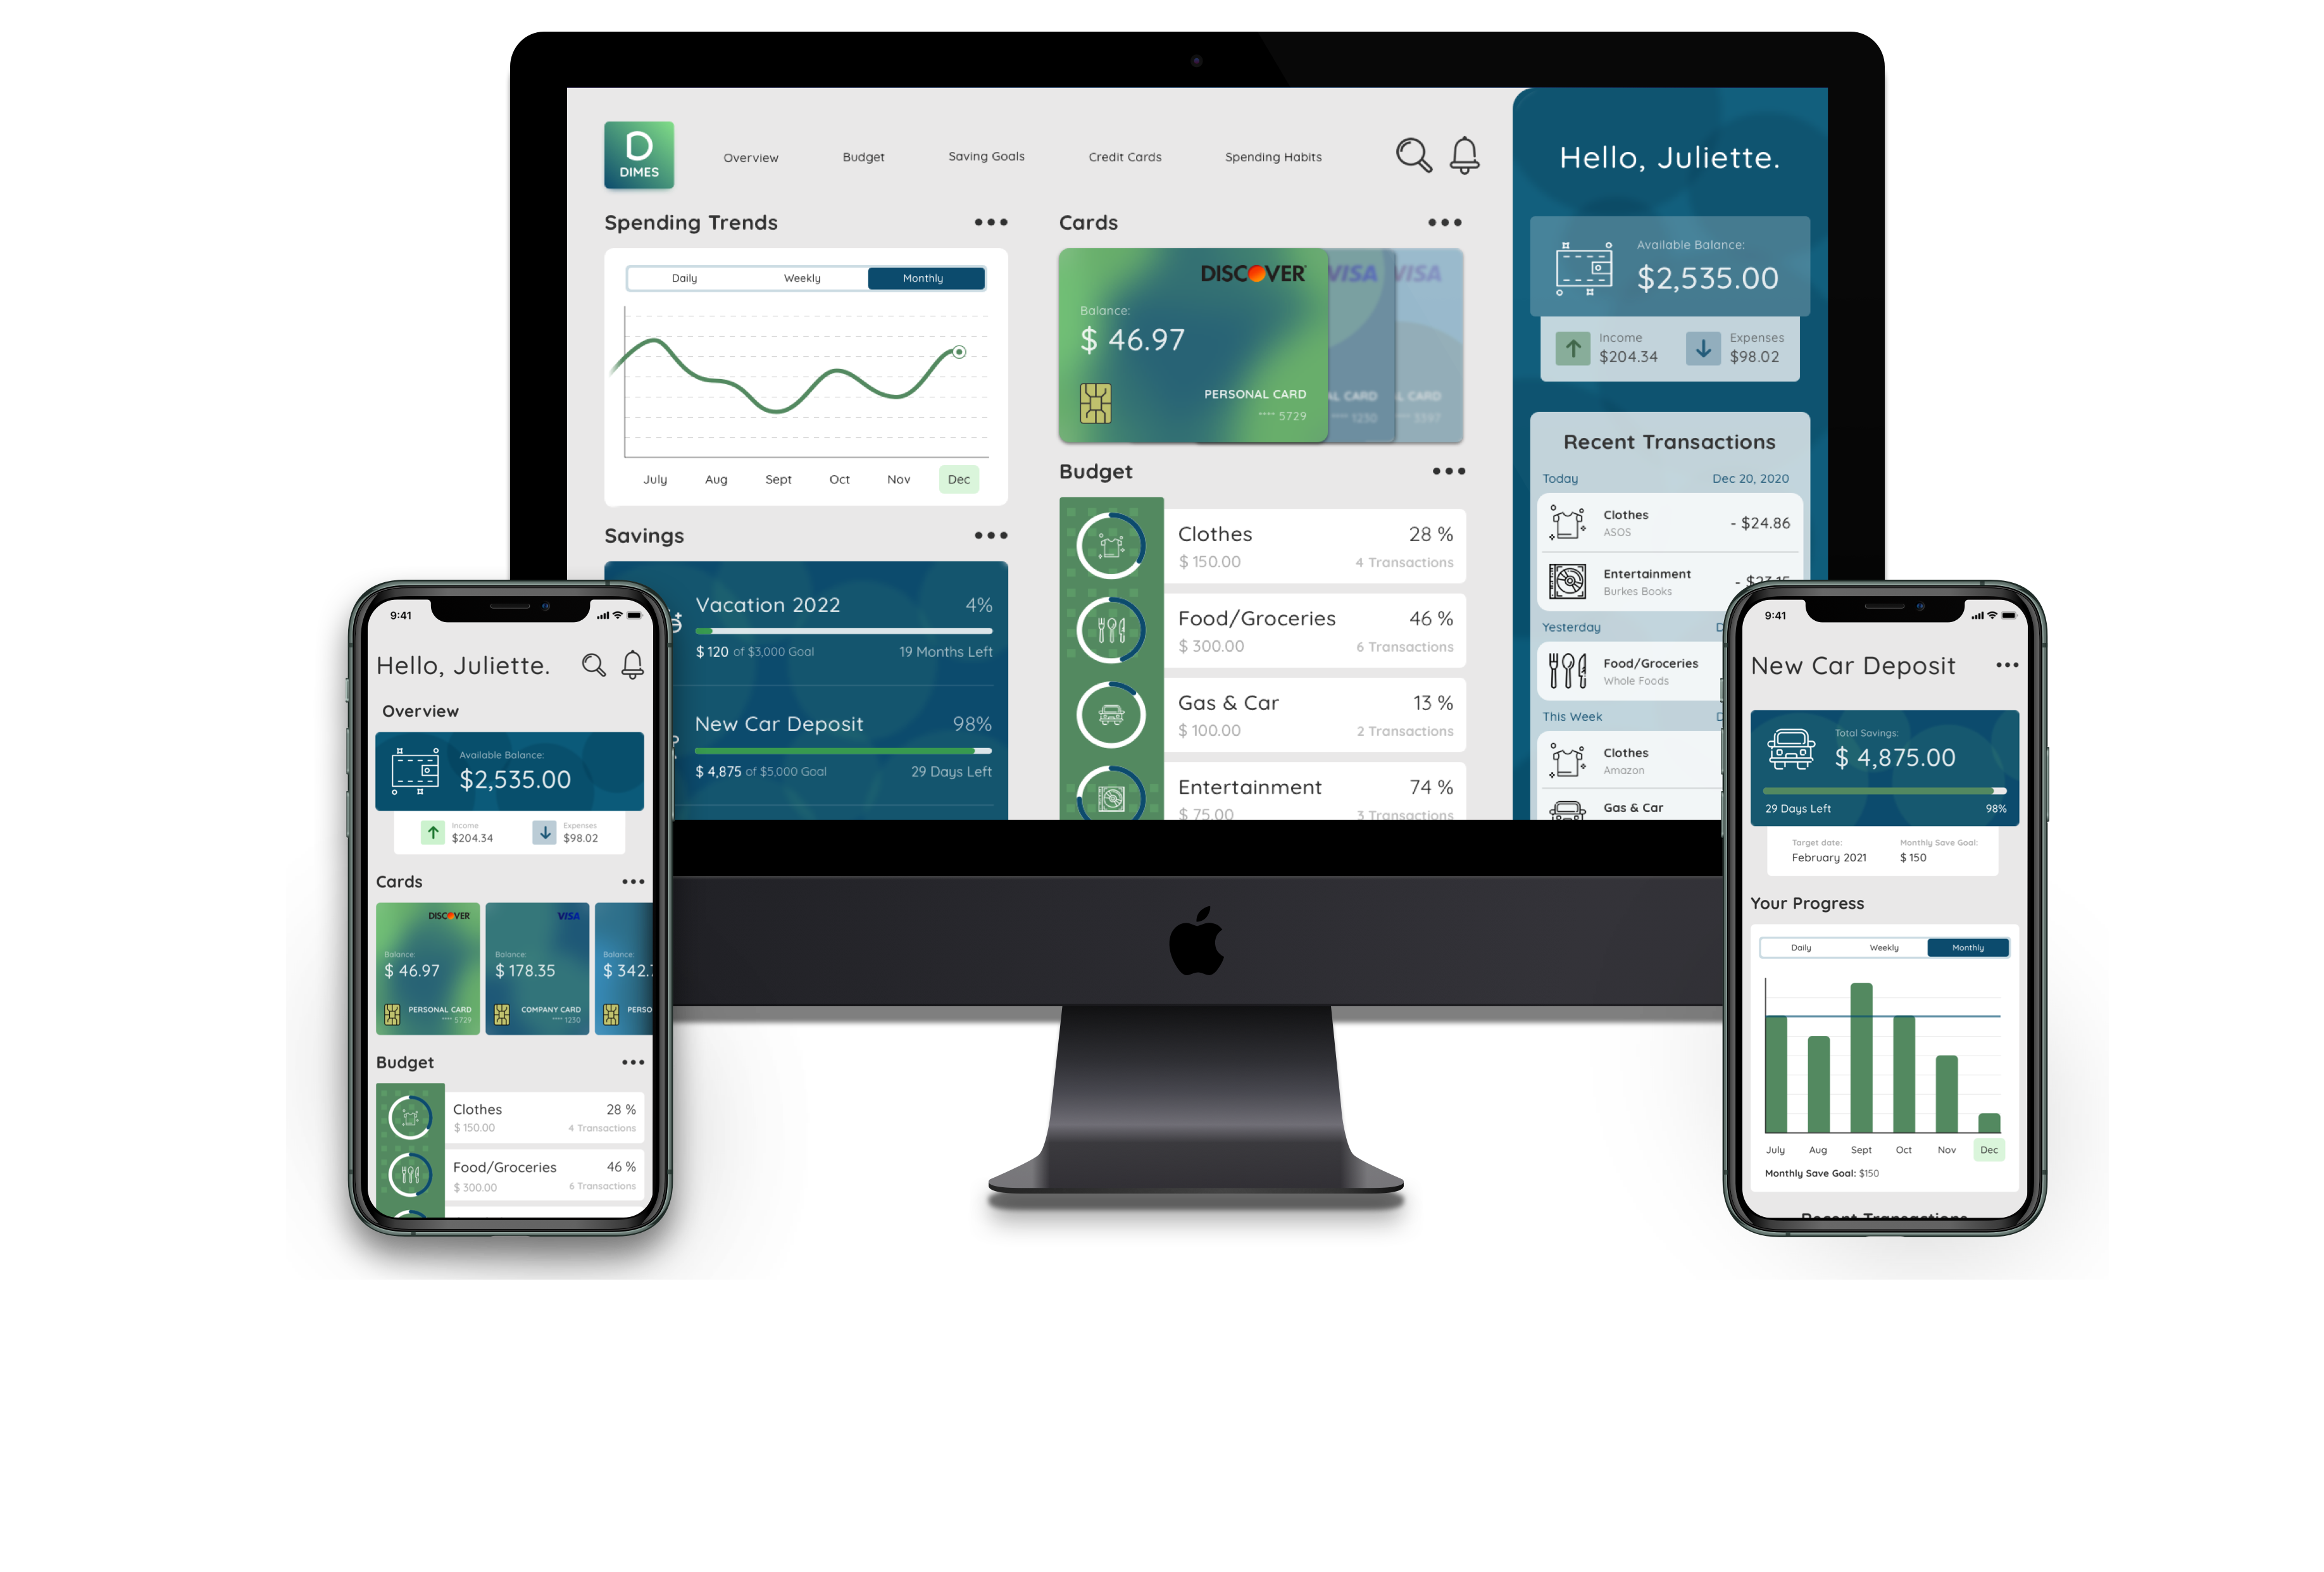 D
DIMES
Overview
Budget
Saving Goals
Credit Cards
Spending Habits
Spending Trends
Daily
Weekly
Monthly
July
Aug
Sept
Oct
Nov
Dec
Savings
Vacation 2022
4%
$ 120 of $3,000 Goal
19 Months Left
New Car Deposit
98%
$ 4,875 of $5,000 Goal
29 Days Left
Cards
DISCOVER
VISA
VISA
Balance:
$ 46.97
PERSONAL CARD
CARD
CARD
**** 5729
**** 1230
**** 3397
Budget
Clothes
28 %
$ 150.00
4 Transactions
Food/Groceries
46 %
$ 300.00
6 Transactions
Gas & Car
13 %
$ 100.00
2 Transactions
Entertainment
74 %
$ 75.00
3 Transactions
Hello, Juliette.
Available Balance:
$2,535.00
Income
$204.34
Expenses
$98.02
Recent Transactions
Today
Dec 20, 2020
Clothes
ASOS
- $24.86
Entertainment
Burkes Books
Yesterday
Food/Groceries
Whole Foods
This Week
Clothes
Amazon
Gas & Car
9:41
Hello, Juliette.
Overview
Available Balance:
$2,535.00
Income
$204.34
Expenses
$98.02
Cards
DISCOVER
Balance:
$ 46.97
PERSONAL CARD
**** 5729
VISA
Balance:
$ 178.35
COMPANY CARD
**** 1230
Balance:
$ 342.
PERSO
Budget
Clothes
28 %
$ 150.00
4 Transactions
Food/Groceries
46 %
$ 300.00
6 Transactions
9:41
New Car Deposit
Total Savings:
$ 4,875.00
29 Days Left
98%
Target date:
February 2021
Monthly Save Goal:
$ 150
Your Progress
Daily
Weekly
Monthly
July
Aug
Sept
Oct
Nov
Dec
Monthly Save Goal: $150
Recent Transactions